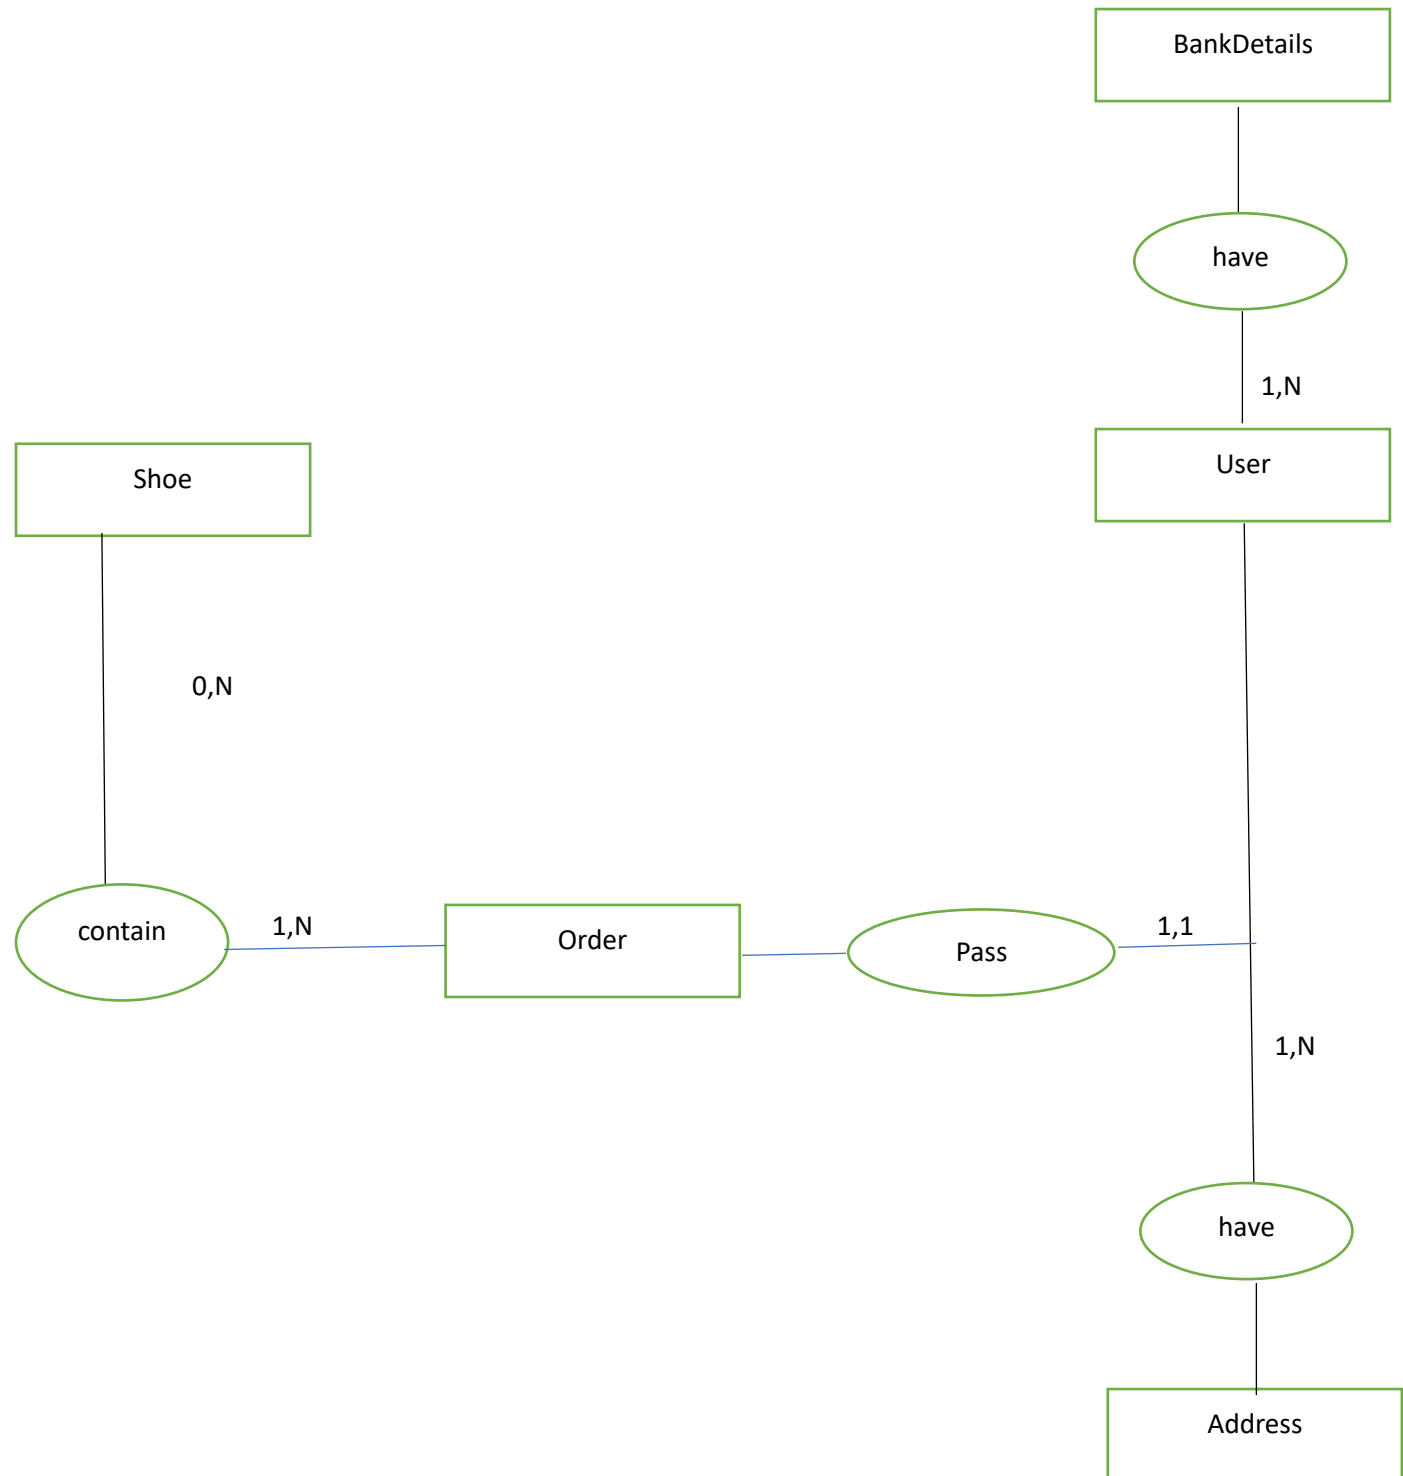 BankDetails
have
1,N
User
Shoe
0,N
contain
1,N
Order
Pass
1,1
1,N
have
Address